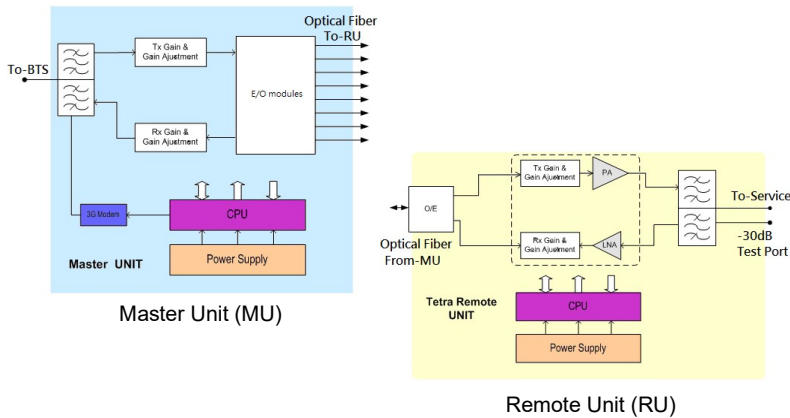 Optical Fiber
To-RU
To-BTS
Tx Gain &
Gain Ajustment
E/O modules
Rx Gain &
Gain Ajustment
3G Modem
CPU
Power Supply
Master UNIT
Master Unit (MU)
Tx Gain &
Gain Ajustment
PA
O/E
To-Service
Optical Fiber
From-MU
Rx Gain &
Gain Ajustment
LNA
-30dB
Test Port
Tetra Remote
UNIT
CPU
Power Supply
Remote Unit (RU)